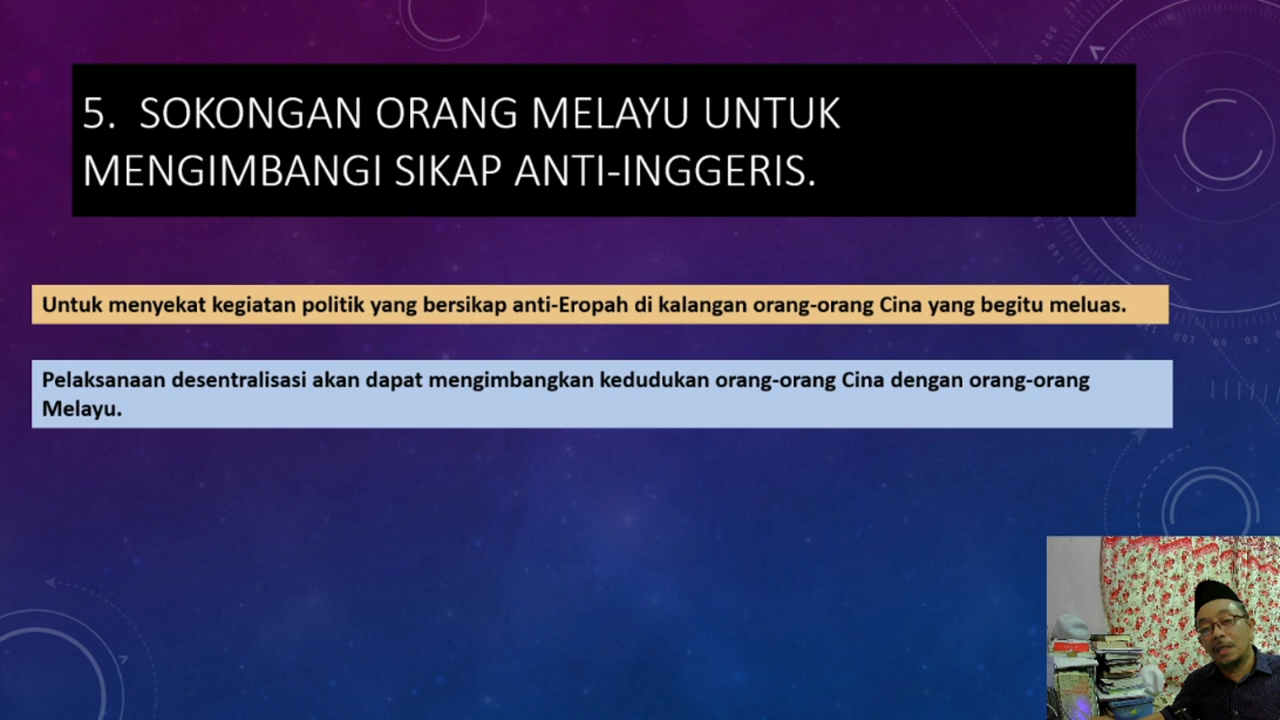 5. SOKONGAN ORANG MELAYU UNTUK
MENGIMBANGI SIKAP ANTI-INGGERIS.
Untuk menyekat kegiatan politik yang bersikap anti-Eropah di kalangan orang-orang Cina yang begitu meluas.
Pelaksanaan desentralisasi akan dapat mengimbangkan kedudukan orang-orang Cina dengan orang-orang
Melayu.